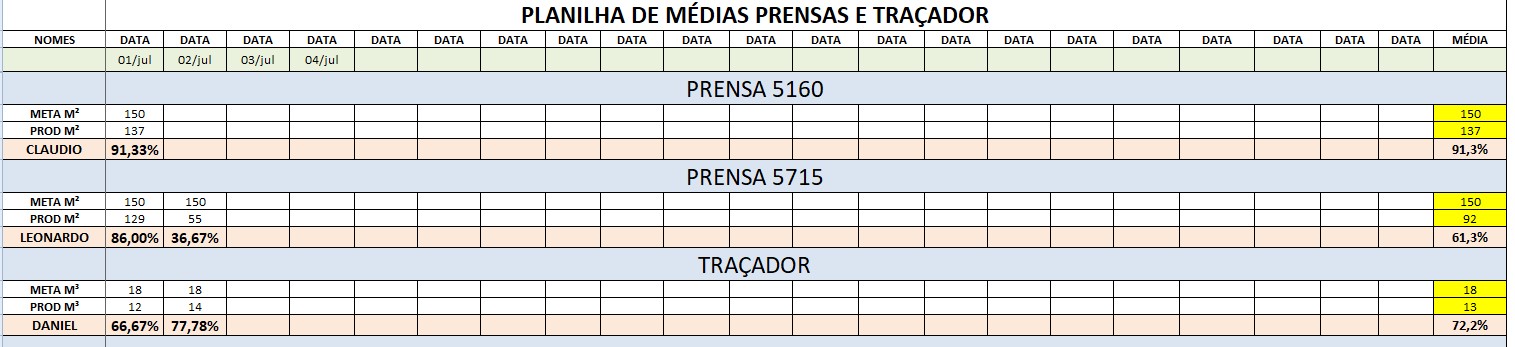 PLANILHA DE MÉDIAS PRENSAS E TRAÇADOR
NOMES DATA DATA DATA DATA DATA DATA DATA DATA DATA DATA DATA DATA DATA DATA DATA DATA DATA DATA DATA DATA MÉDIA
01/jul 02/jul 03/jul 04/jul
PRENSA 5160
META M² 150 150
PROD M² 137 137
CLAUDIO 91,33% 91,3%
PRENSA 5715
META M² 150 150 150
PROD M² 129 55 92
LEONARDO 86,00% 36,67% 61,3%
TRAÇADOR
META M³ 18 18 18
PROD M³ 12 14 13
DANIEL 66,67% 77,78% 72,2%